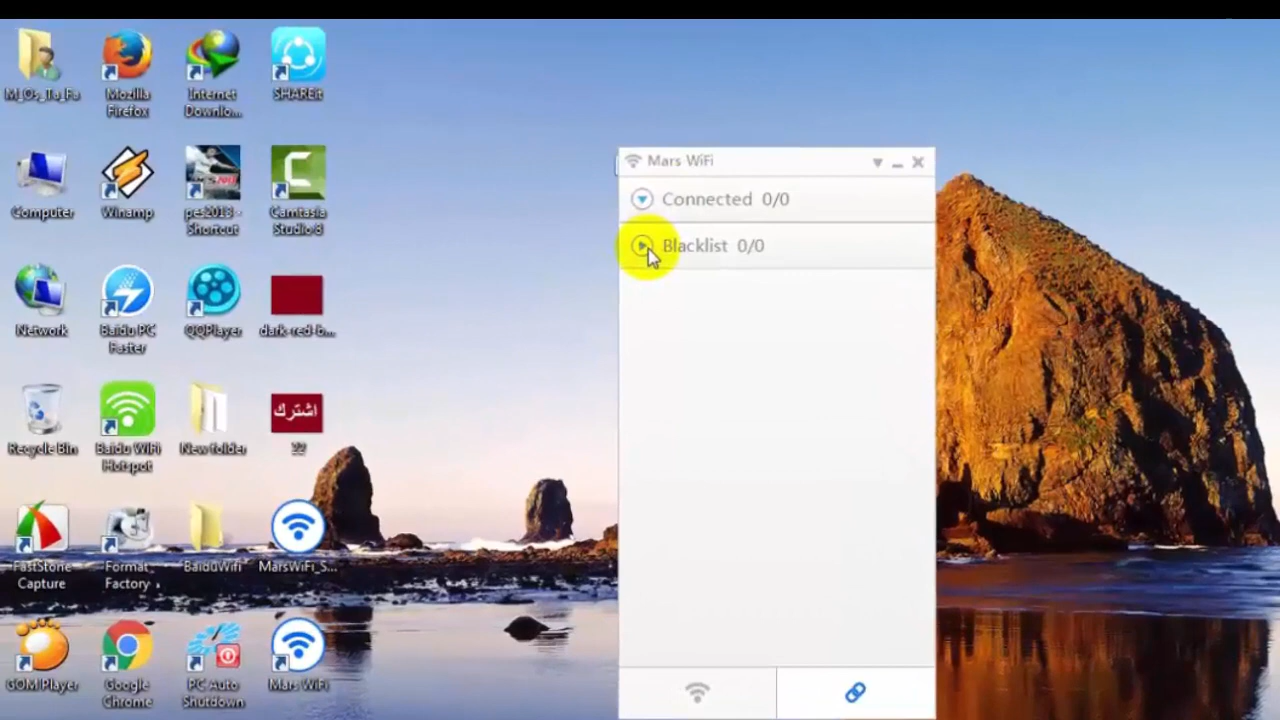 M_Os_Ta_Fa
Mozilla
Firefox
Internet
Downlo...
SHAREit
Computer
Winamp
pes2013 -
Shortcut
Camtasia
Studio 8
Network
Baidu PC
Faster
QQPlayer
dark-red-b...
Recycle Bin
Baidu WiFi
Hotspot
New folder
اشترك
22
FastStone
Capture
Format
Factory
BaiduWifi
MarsWiFi_S...
GOM Player
Google
Chrome
PC Auto
Shutdown
Mars WiFi
Mars WiFi
Connected 0/0
Blacklist 0/0